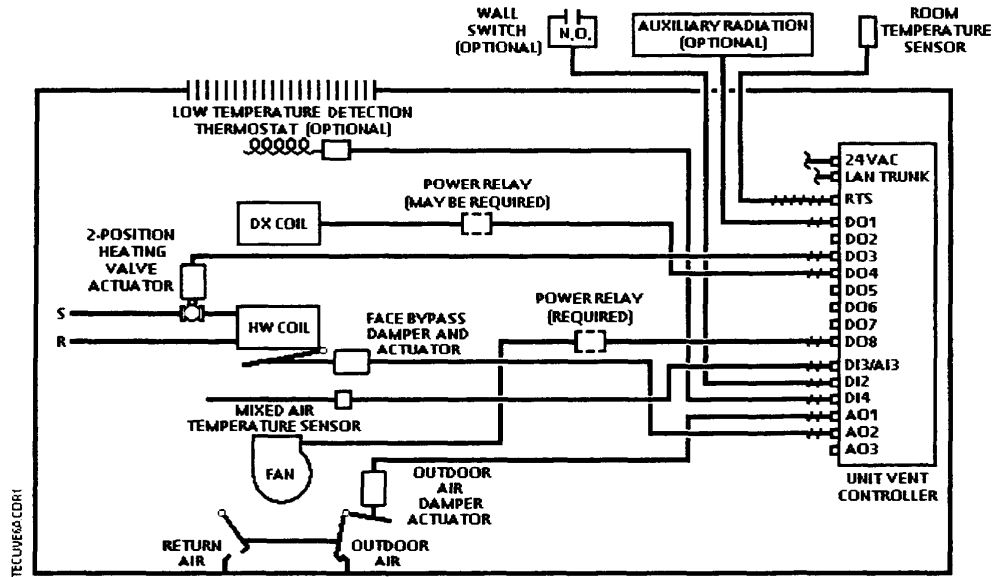 WALL
SWITCH
(OPTIONAL)
N.O.
AUXILIARY RADIATION
(OPTIONAL)
ROOM
TEMPERATURE
SENSOR
LOW TEMPERATURE DETECTION
THERMOSTAT (OPTIONAL)
24VAC
LAN TRUNK
RTS
DO1
DO2
DO3
DO4
DO5
DO6
DO7
DO8
DI3/AI3
DI2
DI4
AO1
AO2
AO3
UNIT VENT
CONTROLLER
POWER RELAY
(MAY BE REQUIRED)
DX COIL
2-POSITION
HEATING
VALVE
ACTUATOR
POWER RELAY
(REQUIRED)
S
R
HW COIL
FACE BYPASS
DAMPER AND
ACTUATOR
MIXED AIR
TEMPERATURE SENSOR
FAN
OUTDOOR
AIR
DAMPER
ACTUATOR
RETURN
AIR
OUTDOOR
AIR
TECUVE6ACDR1